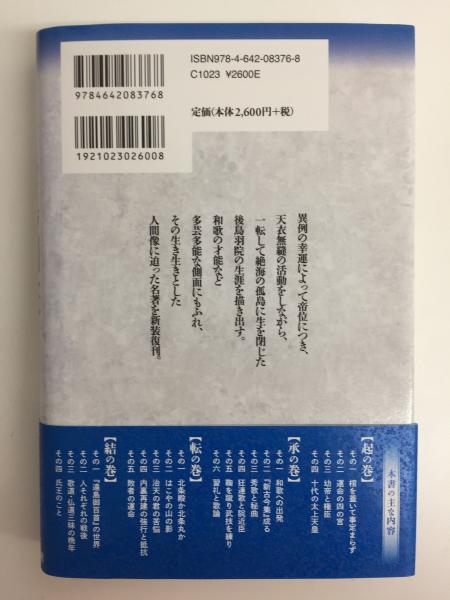 ISBN978-4-642-08376-8
C1023 ¥2600E
定価(本体2,600円+税)
9784642083768
1921023026008
異例の幸運によって帝位につき、
天衣無縫の活動をしながら、
一転して絶海の孤島に生を閉じた
後鳥羽院の生涯を描き出す。
和歌の才能など
多芸多能な側面にもふれ、
その生き生きとした
人間像に迫った名著を新装復刊。
本書の主な内容
【起の巻】
その一 棺を蓋いて事定まらず
その二 運命の四の宮
その三 幼帝と権臣
その四 十代の太上天皇
【承の巻】
その一 和歌への出発
その二 『新古今集』成る
その三 秀歌と秘曲
その四 狂連歌と院近臣
その五 鞠を蹴り武技を練り
その六 習礼と歌論
【転の巻】
その一 北条殿か北条丸か
その二 はこやの山の影
その三 治天の君の苦悩
その四 内裏再建の強行と抵抗
その五 敗者の運命
【結の巻】
その一 『遠島御百首』の世界
その二 人それぞれの戦後
その三 歌道・仏道三昧の晩年
その四 氏王のこと